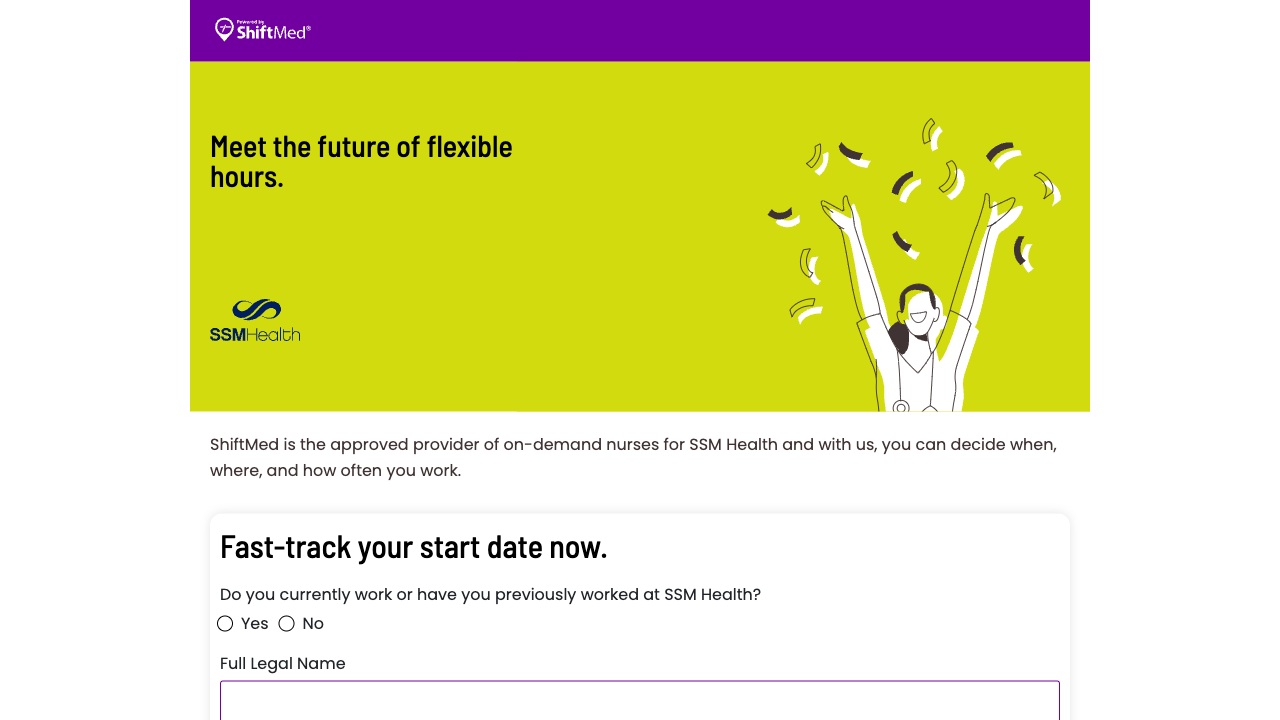 Powered by
ShiftMed®
Meet the future of flexible
hours.
SSMHealth
ShiftMed is the approved provider of on-demand nurses for SSM Health and with us, you can decide when,
where, and how often you work.
Fast-track your start date now.
Do you currently work or have you previously worked at SSM Health?
Yes No
Full Legal Name